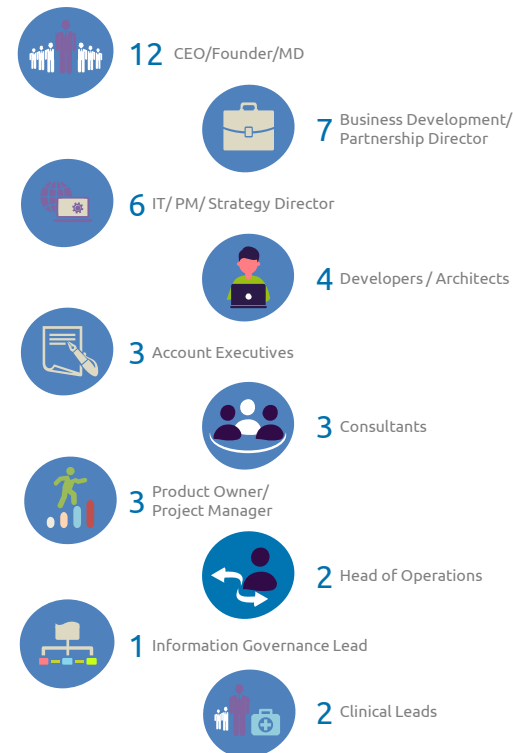 12 CEO/Founder/MD
7 Business Development/
Partnership Director
6 IT/ PM/ Strategy Director
4 Developers / Architects
3 Account Executives
3 Consultants
3 Product Owner/
Project Manager
2 Head of Operations
1 Information Governance Lead
2 Clinical Leads